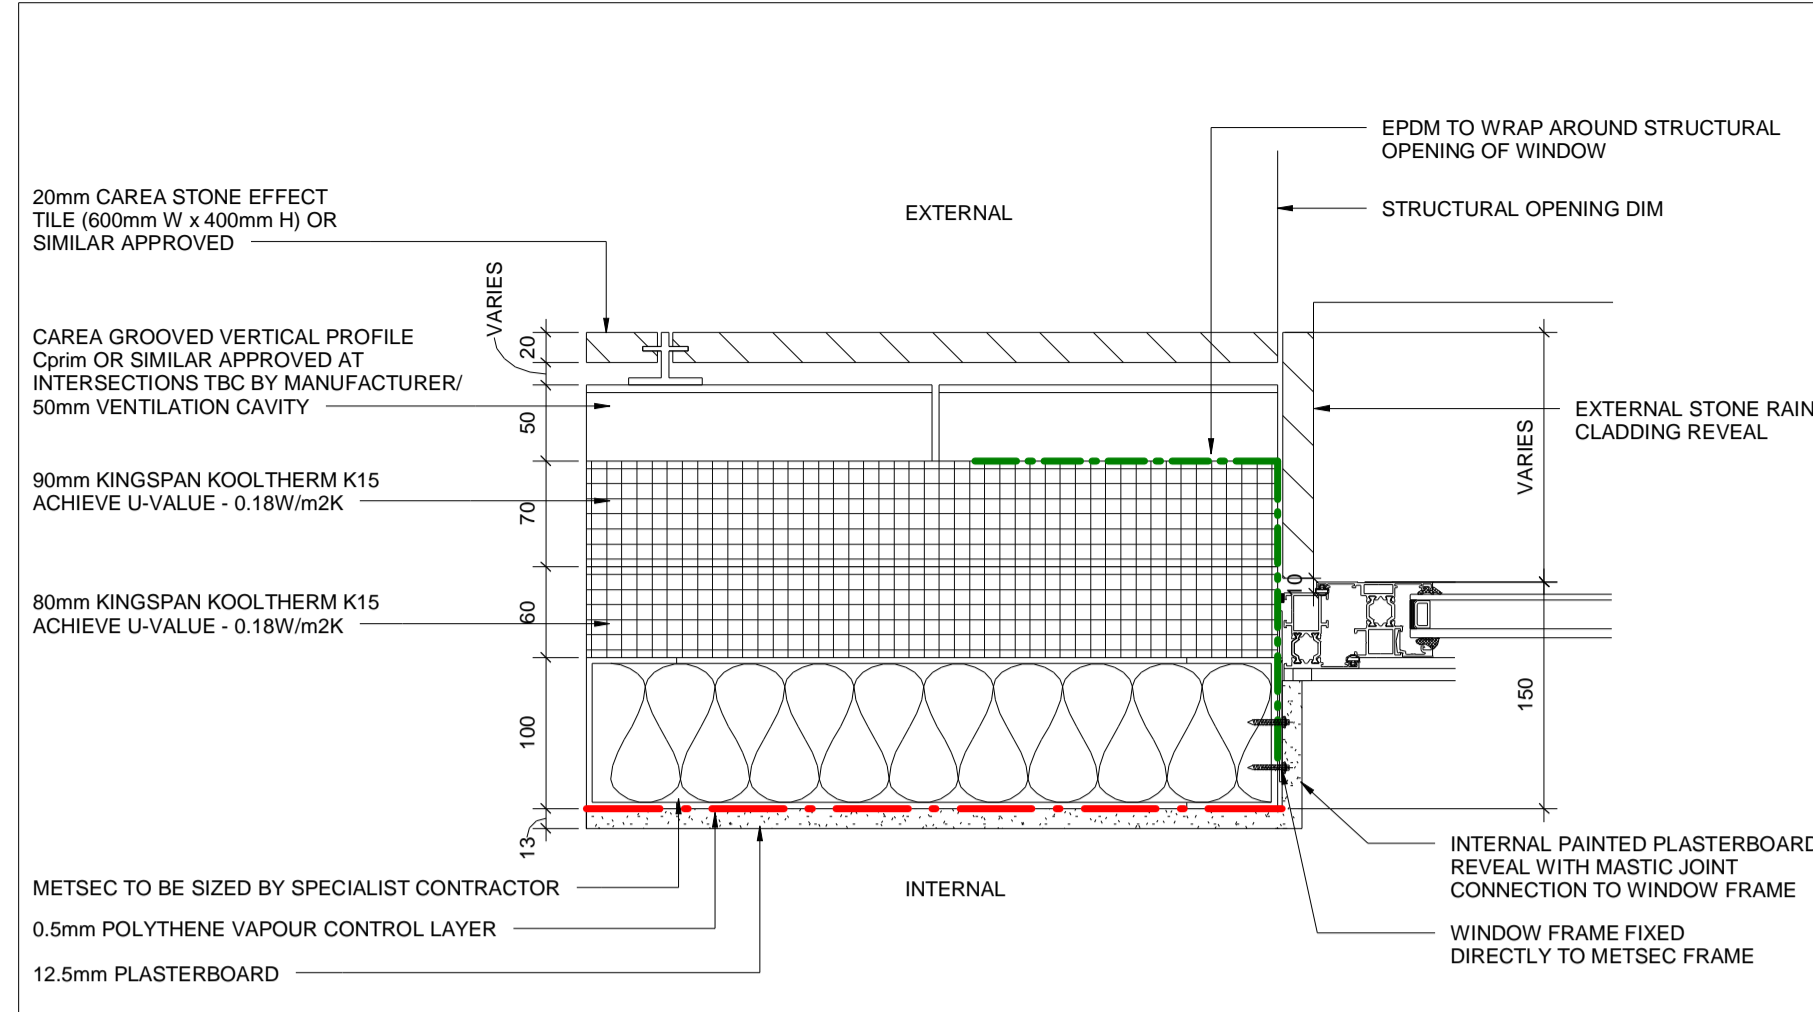 20mm CAREA STONE EFFECT
TILE (600mm W x 400mm H) OR
SIMILAR APPROVED
CAREA GROOVED VERTICAL PROFILE
Cprim OR SIMILAR APPROVED AT
INTERSECTIONS TBC BY MANUFACTURER/
50mm VENTILATION CAVITY
90mm KINGSPAN KOOLTHERM K15
ACHIEVE U-VALUE - 0.18W/m2K
80mm KINGSPAN KOOLTHERM K15
ACHIEVE U-VALUE - 0.18W/m2K
METSEC TO BE SIZED BY SPECIALIST CONTRACTOR
0.5mm POLYTHENE VAPOUR CONTROL LAYER
12.5mm PLASTERBOARD
VARIES
20
50
70
60
100
13
EXTERNAL
INTERNAL
EPDM TO WRAP AROUND STRUCTURAL
OPENING OF WINDOW
STRUCTURAL OPENING DIM
EXTERNAL STONE RAIN
CLADDING REVEAL
VARIES
10
150
INTERNAL PAINTED PLASTERBOARD
REVEAL WITH MASTIC JOINT
CONNECTION TO WINDOW FRAME
WINDOW FRAME FIXED
DIRECTLY TO METSEC FRAME